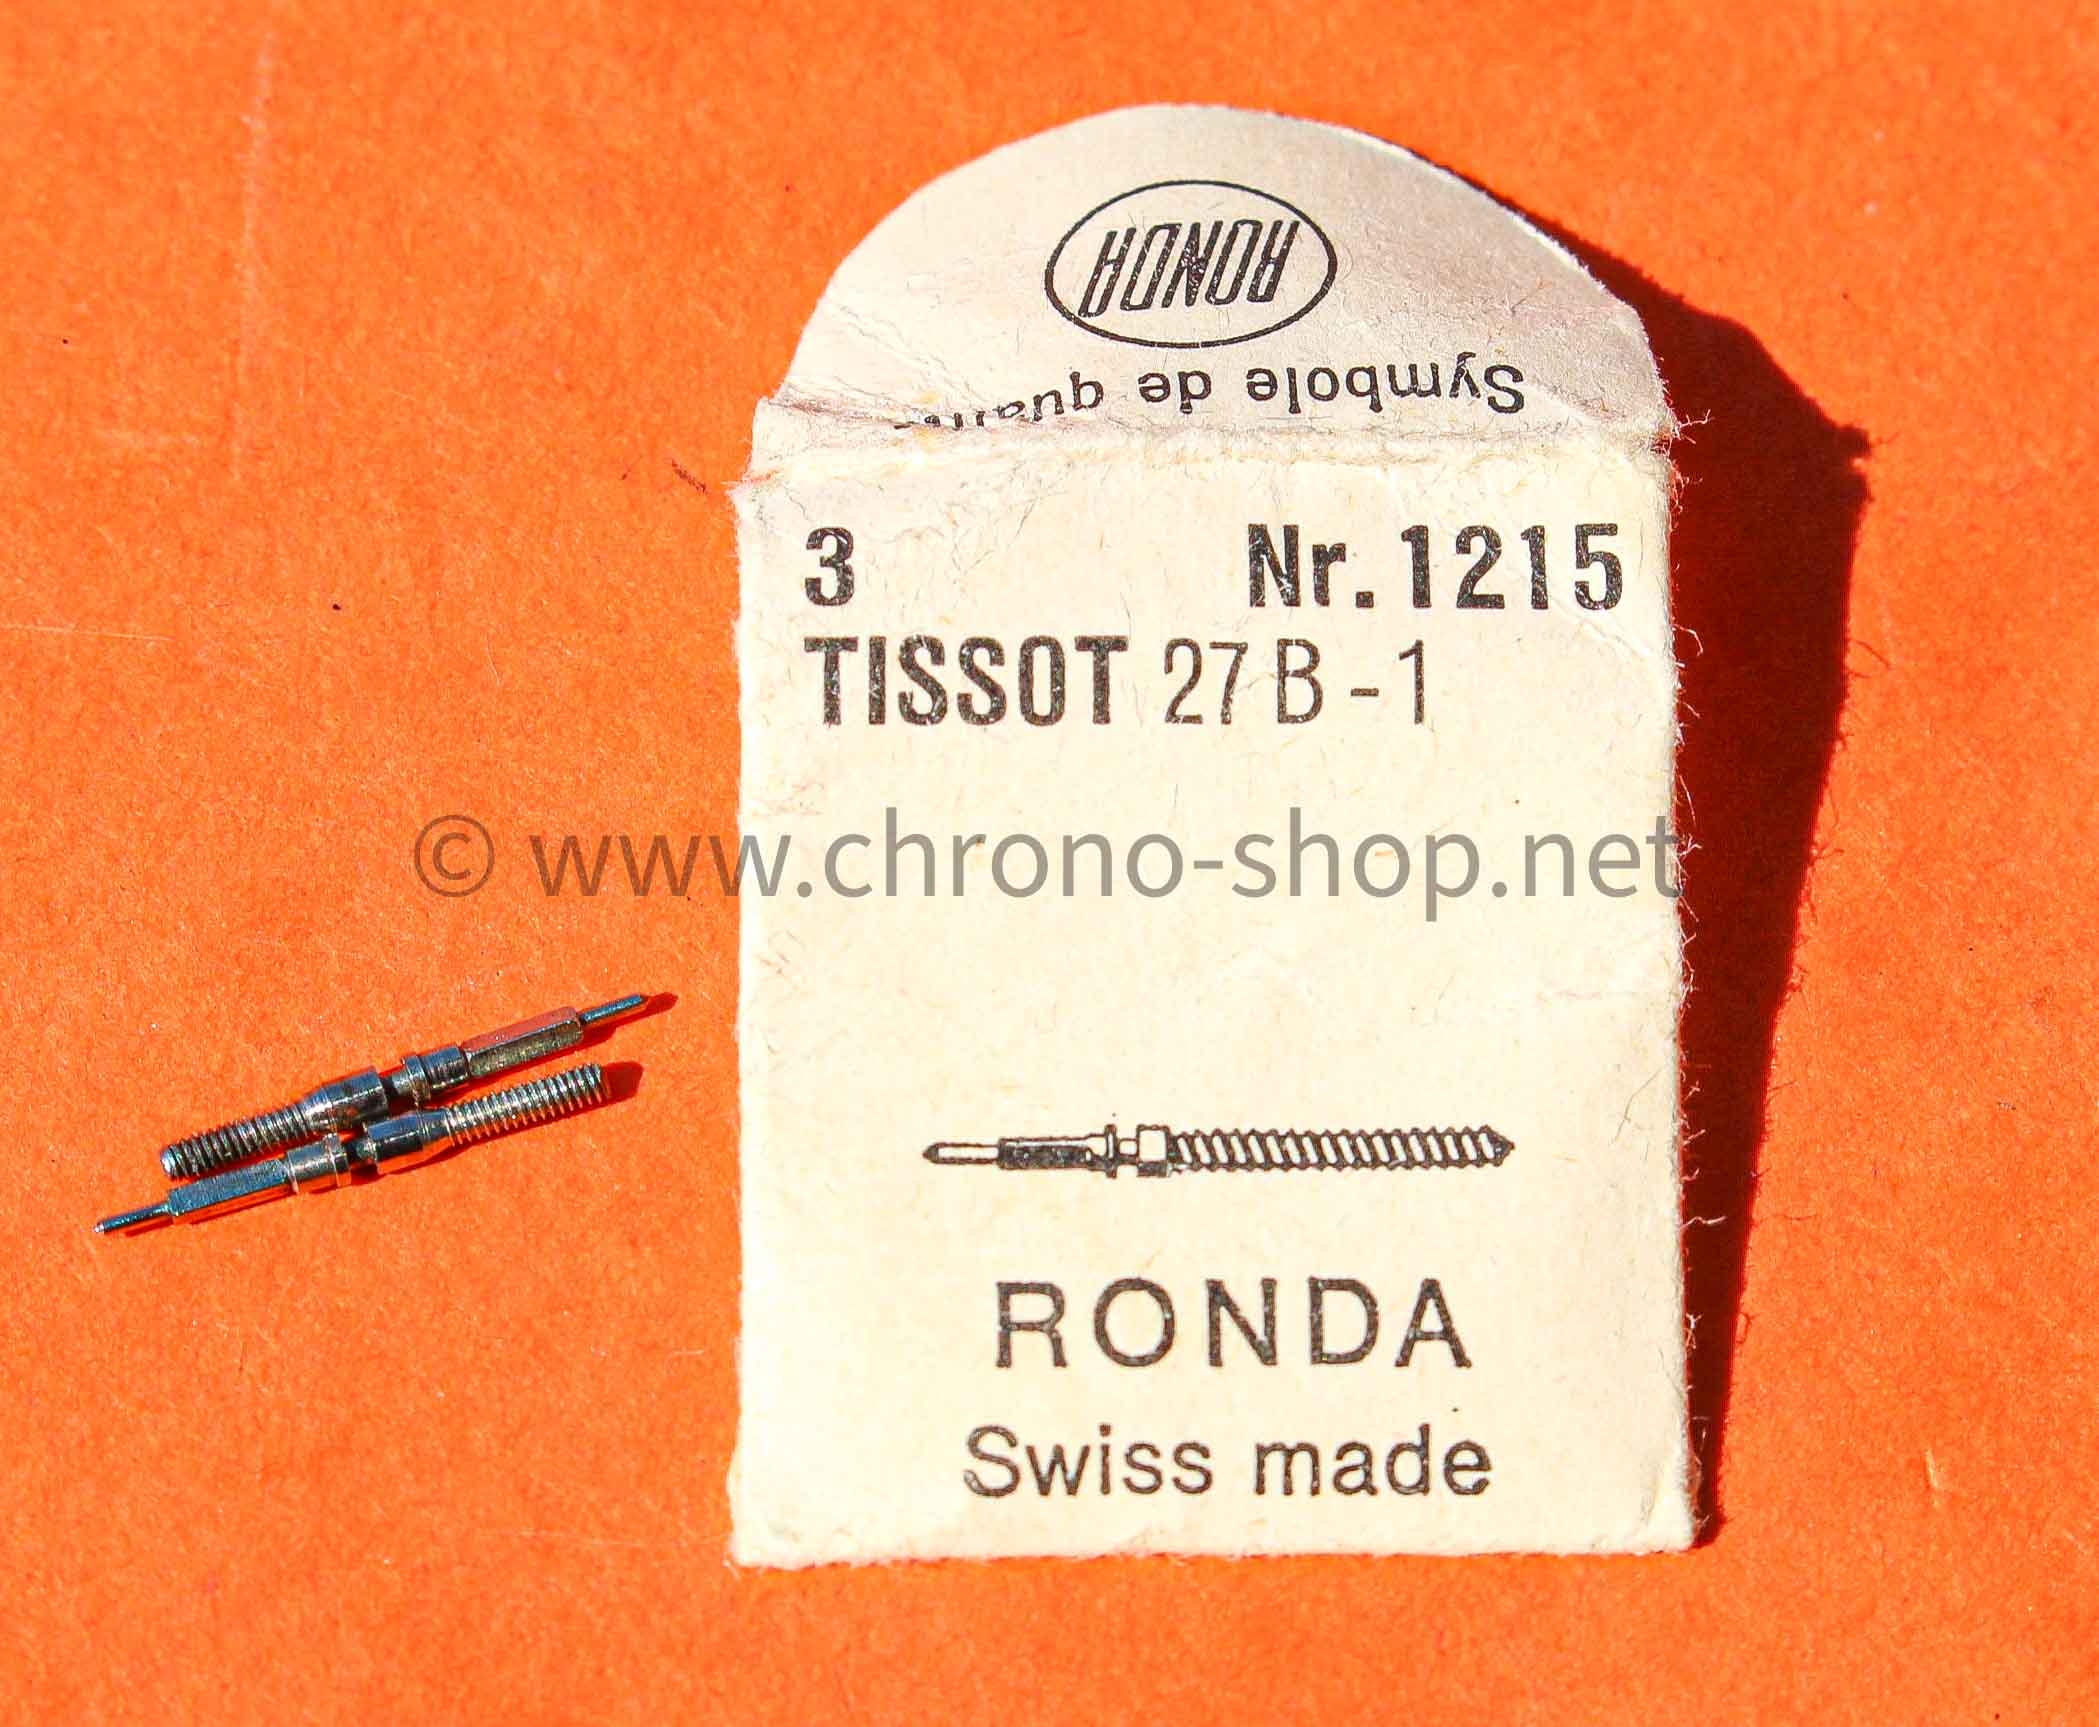 RONDA
Symbole de
3 Nr. 1215
TISSOT 27 B - 1
© www.chrono-shop.net
RONDA
Swiss made